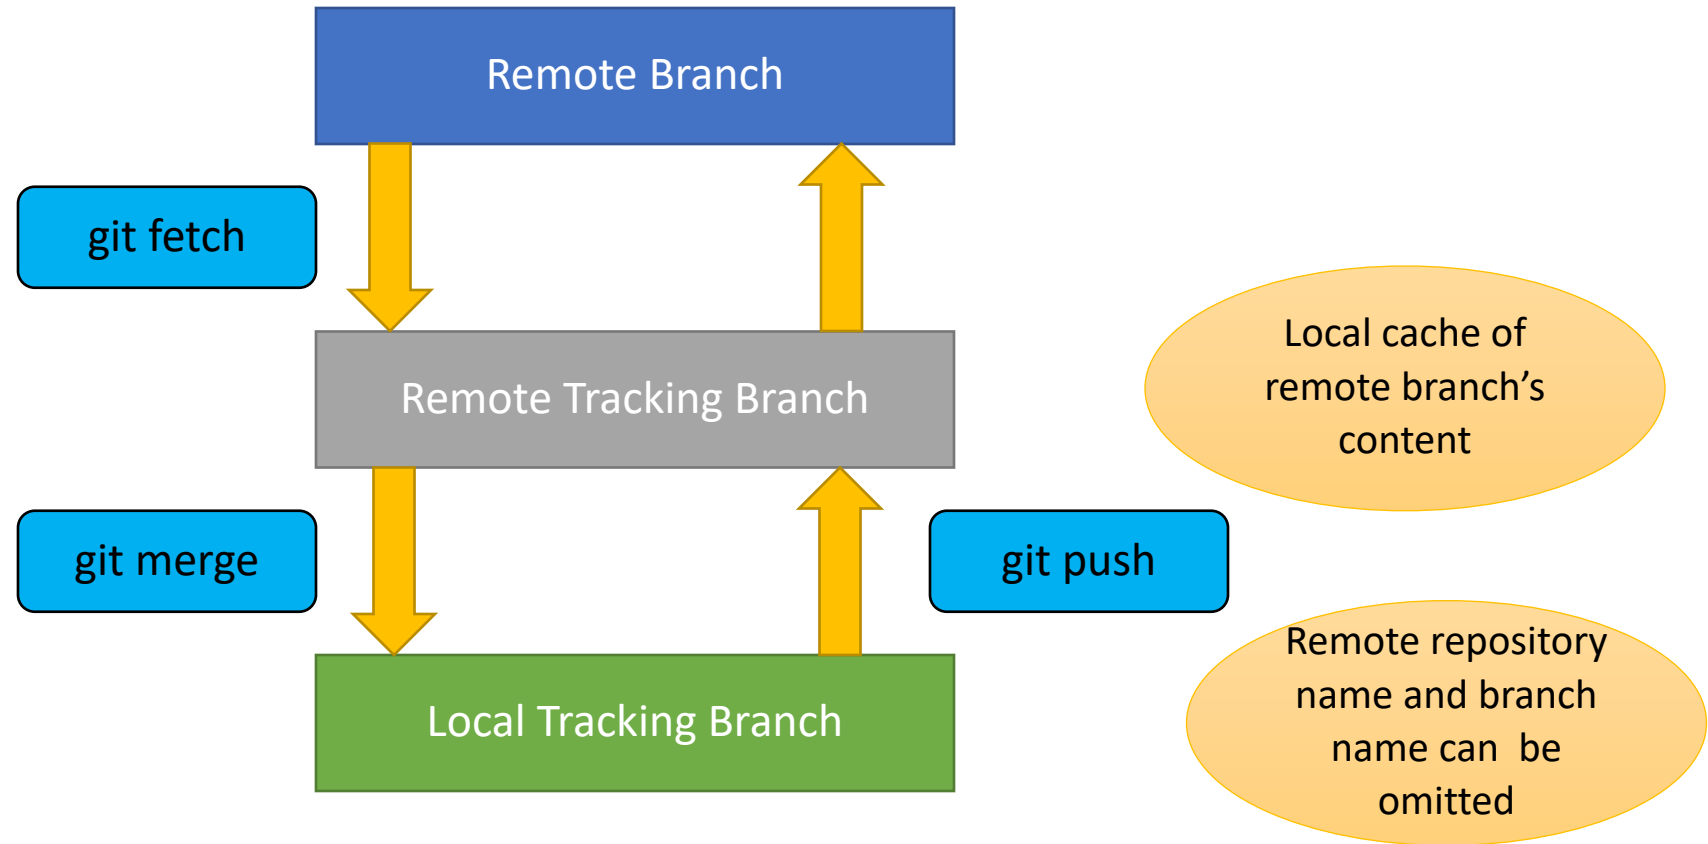 Remote Branch
git fetch
Remote Tracking Branch
Local cache of
remote branch’s
content
git merge
git push
Local Tracking Branch
Remote repository
name and branch
name can  be
omitted